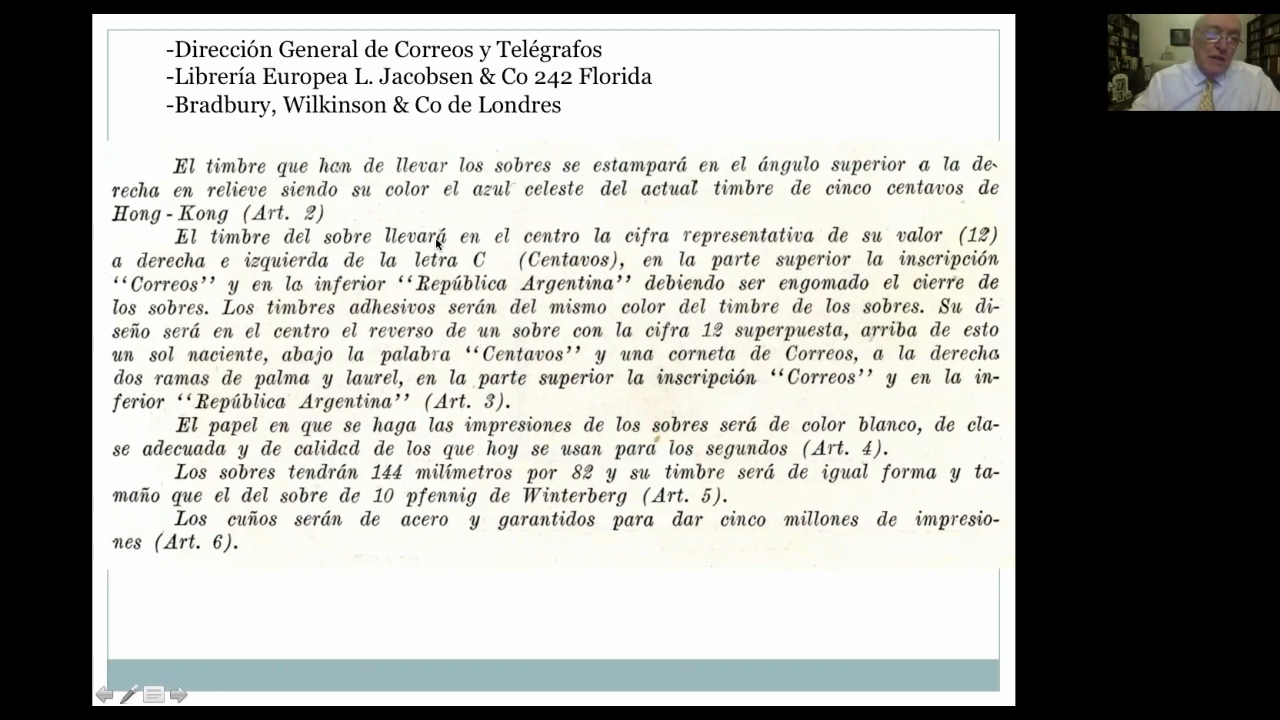 -Dirección General de Correos y Telégrafos
-Librería Europea L. Jacobsen & Co 242 Florida
-Bradbury, Wilkinson & Co de Londres
El timbre que han de llevar los sobres se estampará en el ángulo superior a la de-
recha en relieve siendo su color el azul celeste del actual timbre de cinco centavos de
Hong - Kong (Art. 2)
El timbre del sobre llevará en el centro la cifra representativa de su valor (12)
a derecha e izquierda de la letra C (Centavos), en la parte superior la inscripción
‘‘Correos’’ y en la inferior ‘‘República Argentina’’ debiendo ser engomado el cierre de
los sobres. Los timbres adhesivos serán del mismo color del timbre de los sobres. Su di-
seño será en el centro el reverso de un sobre con la cifra 12 superpuesta, arriba de esto
un sol naciente, abajo la palabra ‘‘Centavos’’ y una corneta de Correos, a la derecha
dos ramas de palma y laurel, en la parte superior la inscripción ‘‘Correos’’ y en la in-
ferior ‘‘República Argentina’’ (Art. 3).
El papel en que se haga las impresiones de los sobres será de color blanco, de cla-
se adecuada y de calidad de los que hoy se usan para los segundos (Art. 4).
Los sobres tendrán 144 milímetros por 82 y su timbre será de igual forma y ta-
maño que el del sobre de 10 pfennig de Winterberg (Art. 5).
Los cuños serán de acero y garantidos para dar cinco millones de impresio-
nes (Art. 6).